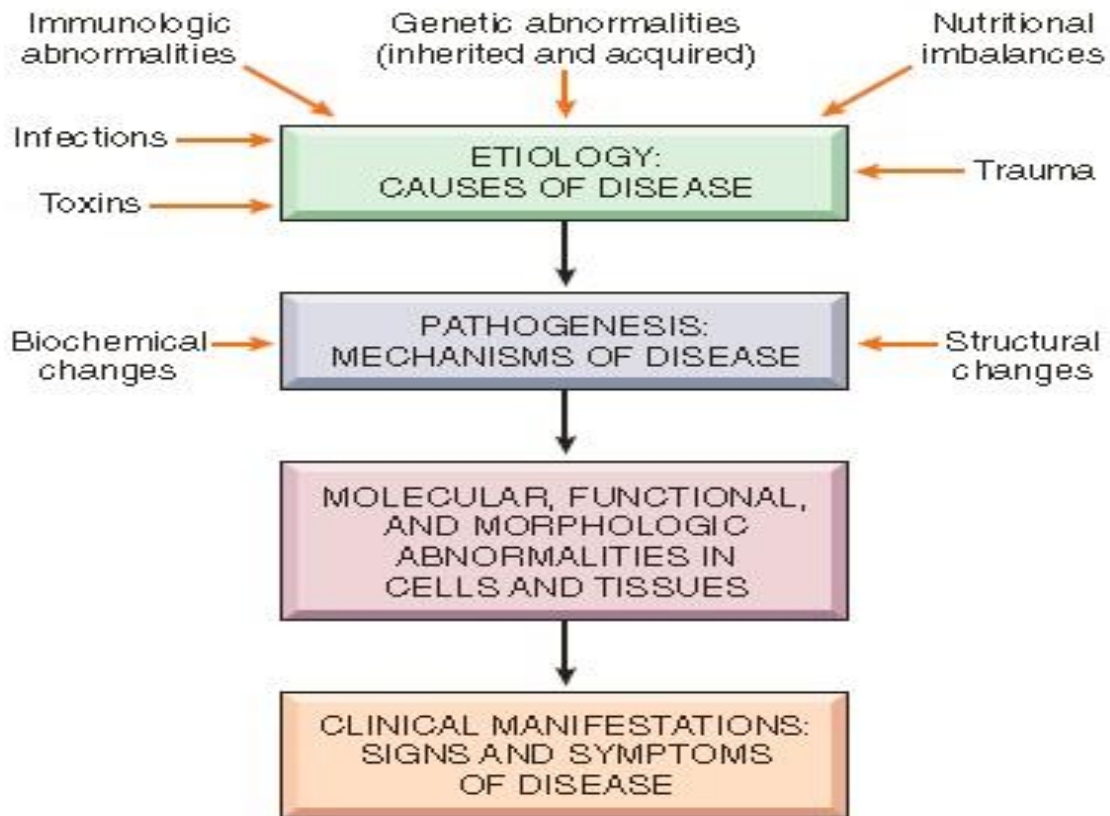 Immunologic
abnormalities
Genetic abnormalities
(inherited and acquired)
Nutritional
imbalances
Infections
Toxins
ETIOLOGY:
CAUSES OF DISEASE
Trauma
Biochemical
changes
PATHOGENESIS:
MECHANISMS OF DISEASE
Structural
changes
MOLECULAR, FUNCTIONAL,
AND MORPHOLOGIC
ABNORMALITIES IN
CELLS AND TISSUES
CLINICAL MANIFESTATIONS:
SIGNS AND SYMPTOMS
OF DISEASE